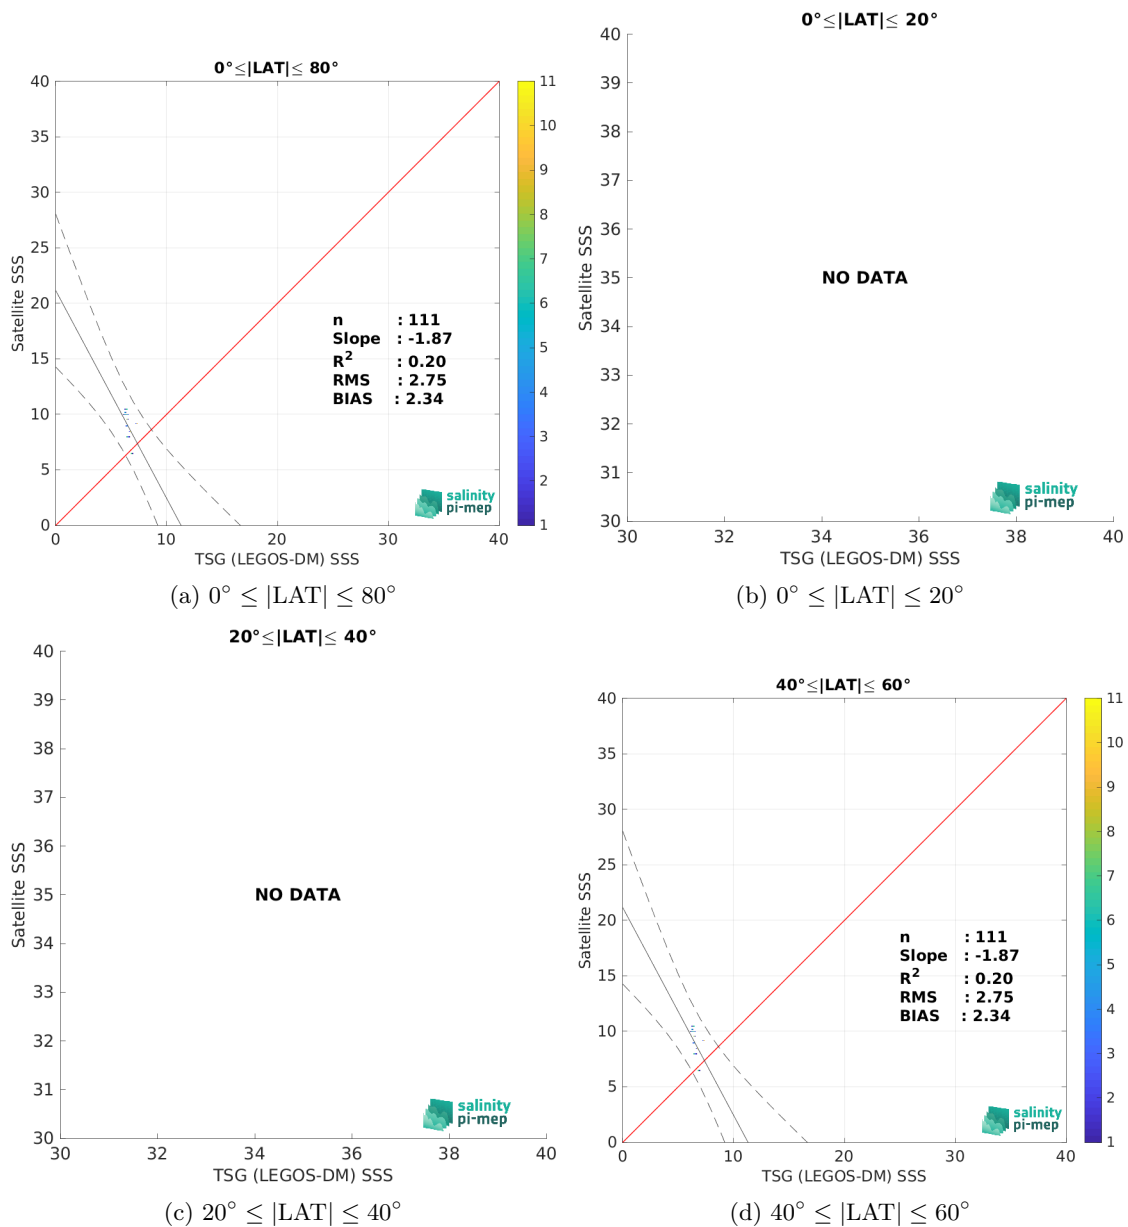 0°≤|LAT|≤ 80°
40
35
30
25
20
15
10
5
0
0
10
20
30
40
Satellite SSS
TSG (LEGOS-DM) SSS
n : 111
Slope : -1.87
R² : 0.20
RMS : 2.75
BIAS : 2.34
salinity
pi-mep
11
10
9
8
7
6
5
4
3
2
1
(a) 0° ≤ |LAT| ≤ 80°
0°≤|LAT|≤ 20°
40
39
38
37
36
35
34
33
32
31
30
30
32
34
36
38
40
Satellite SSS
NO DATA
salinity
pi-mep
TSG (LEGOS-DM) SSS
(b) 0° ≤ |LAT| ≤ 20°
20°≤|LAT|≤ 40°
40
39
38
37
36
35
34
33
32
31
30
30
32
34
36
38
40
Satellite SSS
NO DATA
salinity
pi-mep
TSG (LEGOS-DM) SSS
(c) 20° ≤ |LAT| ≤ 40°
40°≤|LAT|≤ 60°
40
35
30
25
20
15
10
5
0
0
10
20
30
40
Satellite SSS
TSG (LEGOS-DM) SSS
n : 111
Slope : -1.87
R² : 0.20
RMS : 2.75
BIAS : 2.34
salinity
pi-mep
11
10
9
8
7
6
5
4
3
2
1
(d) 40° ≤ |LAT| ≤ 60°